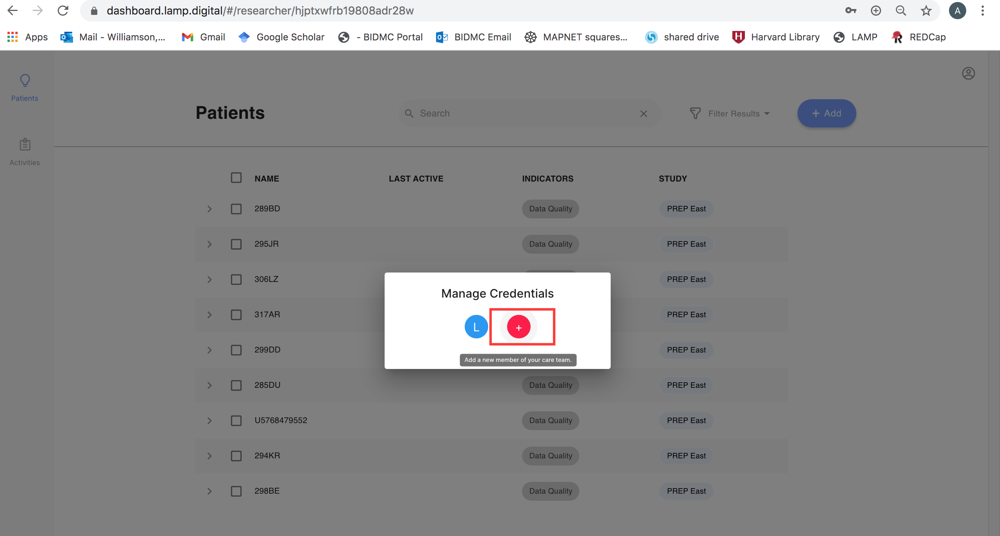 dashboard.lamp.digital/#/researcher/hjptxwfrb19808adr28w
A
Apps
Mail - Williamson,...
Gmail
Google Scholar
- BIDMC Portal
BIDMC Email
MAPNET squares...
shared drive
Harvard Library
LAMP
REDCap
Patients
Activities
Patients
Search
Filter Results
+ Add
NAME LAST ACTIVE INDICATORS STUDY
289BD Data Quality PREP East
295JR Data Quality PREP East
306LZ PREP East
317AR PREP East
299DD PREP East
285DU Data Quality PREP East
U5768479552 Data Quality PREP East
294KR Data Quality PREP East
298BE Data Quality PREP East
Manage Credentials
L +
Add a new member of your care team.